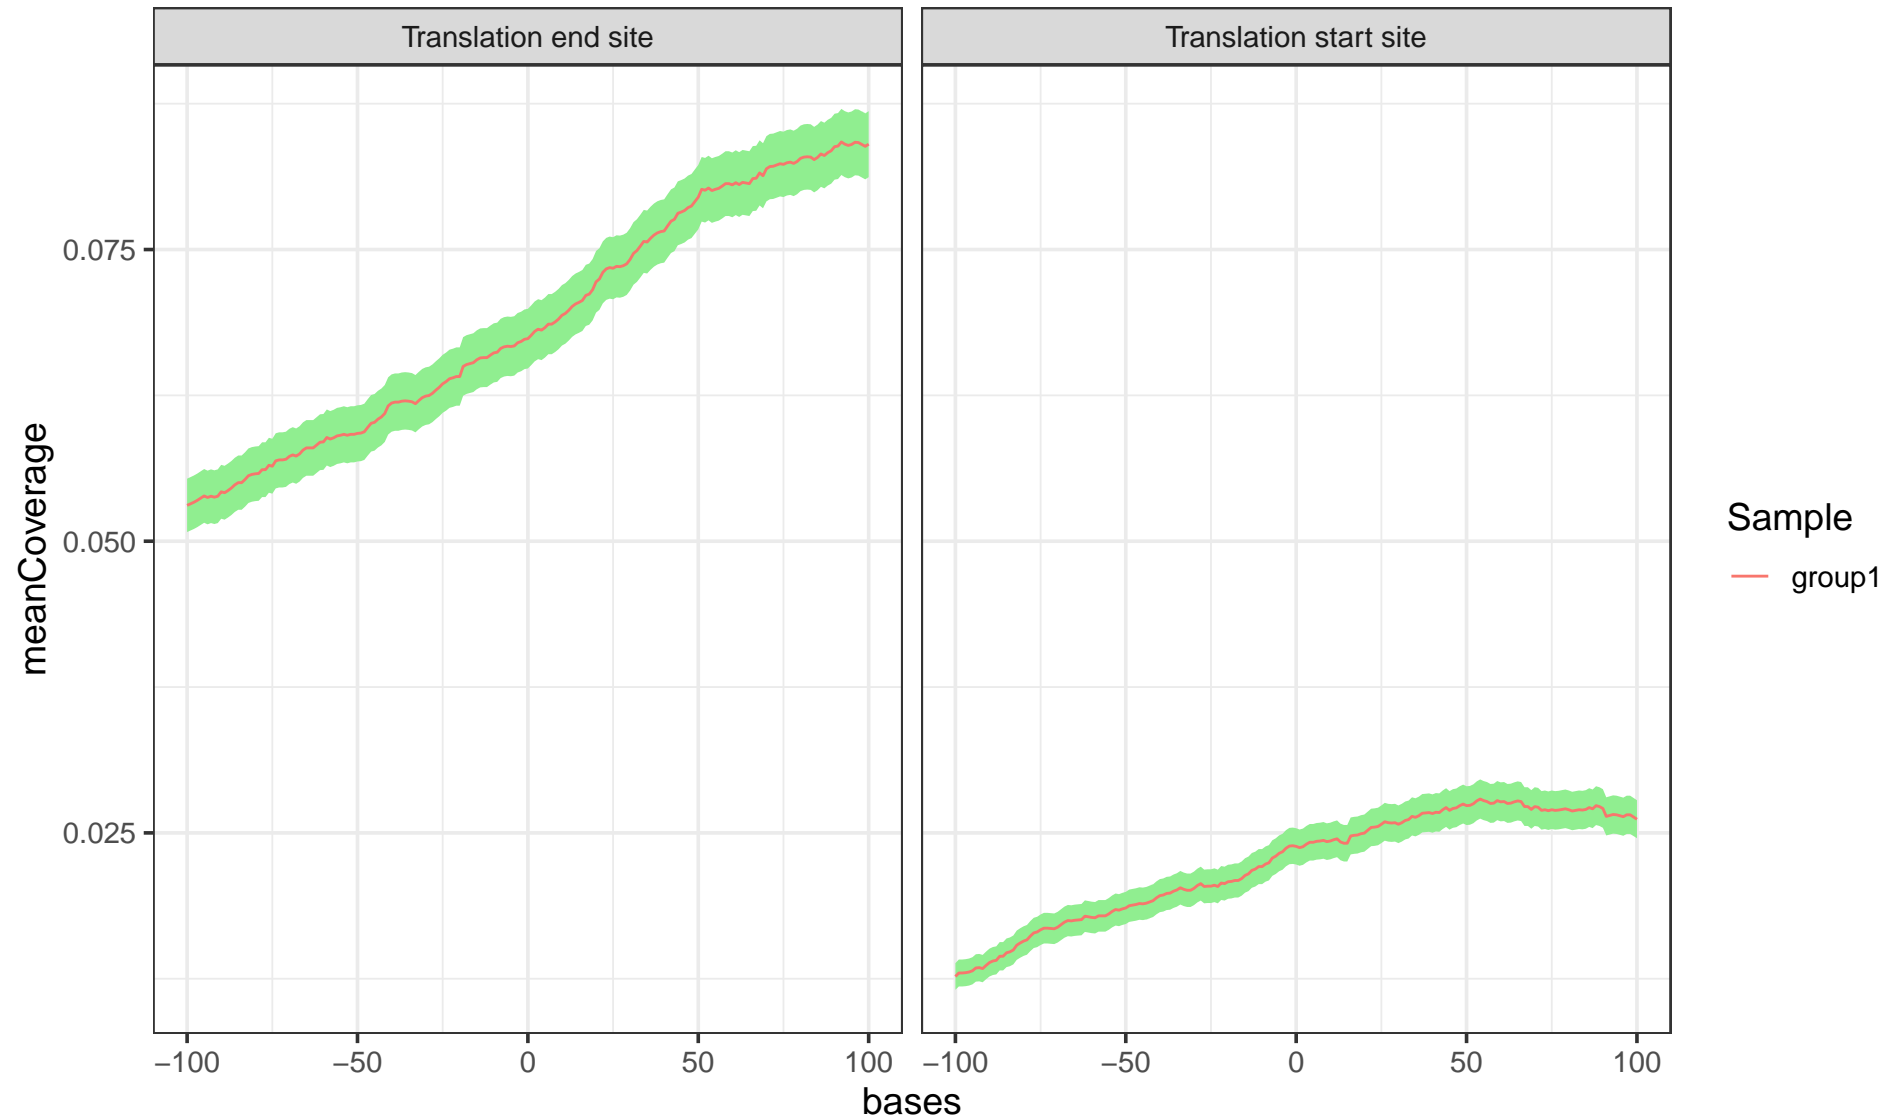 Translation end site
Translation start site
meanCoverage
0.075
0.050
0.025
−100 −50 0 50 100
−100 −50 0 50 100
bases
Sample
group1